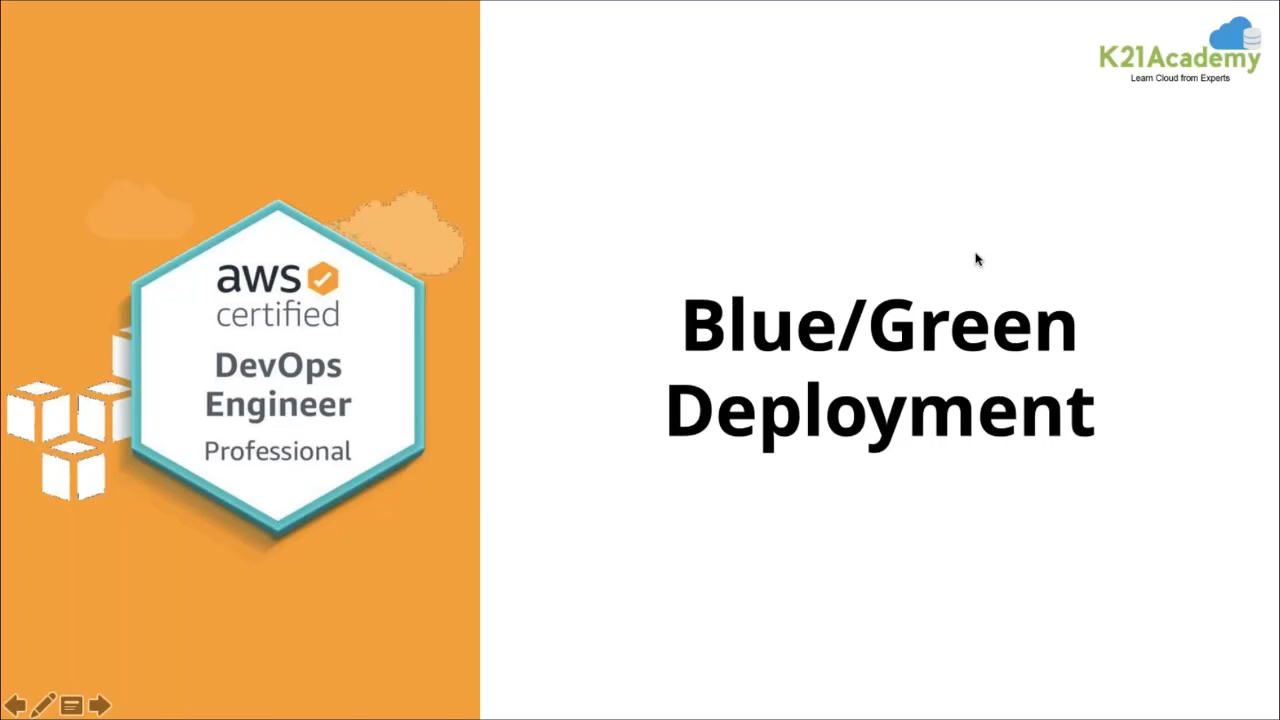 K21Academy
Learn Cloud from Experts
aws
certified
DevOps
Engineer
Professional
Blue/Green
Deployment